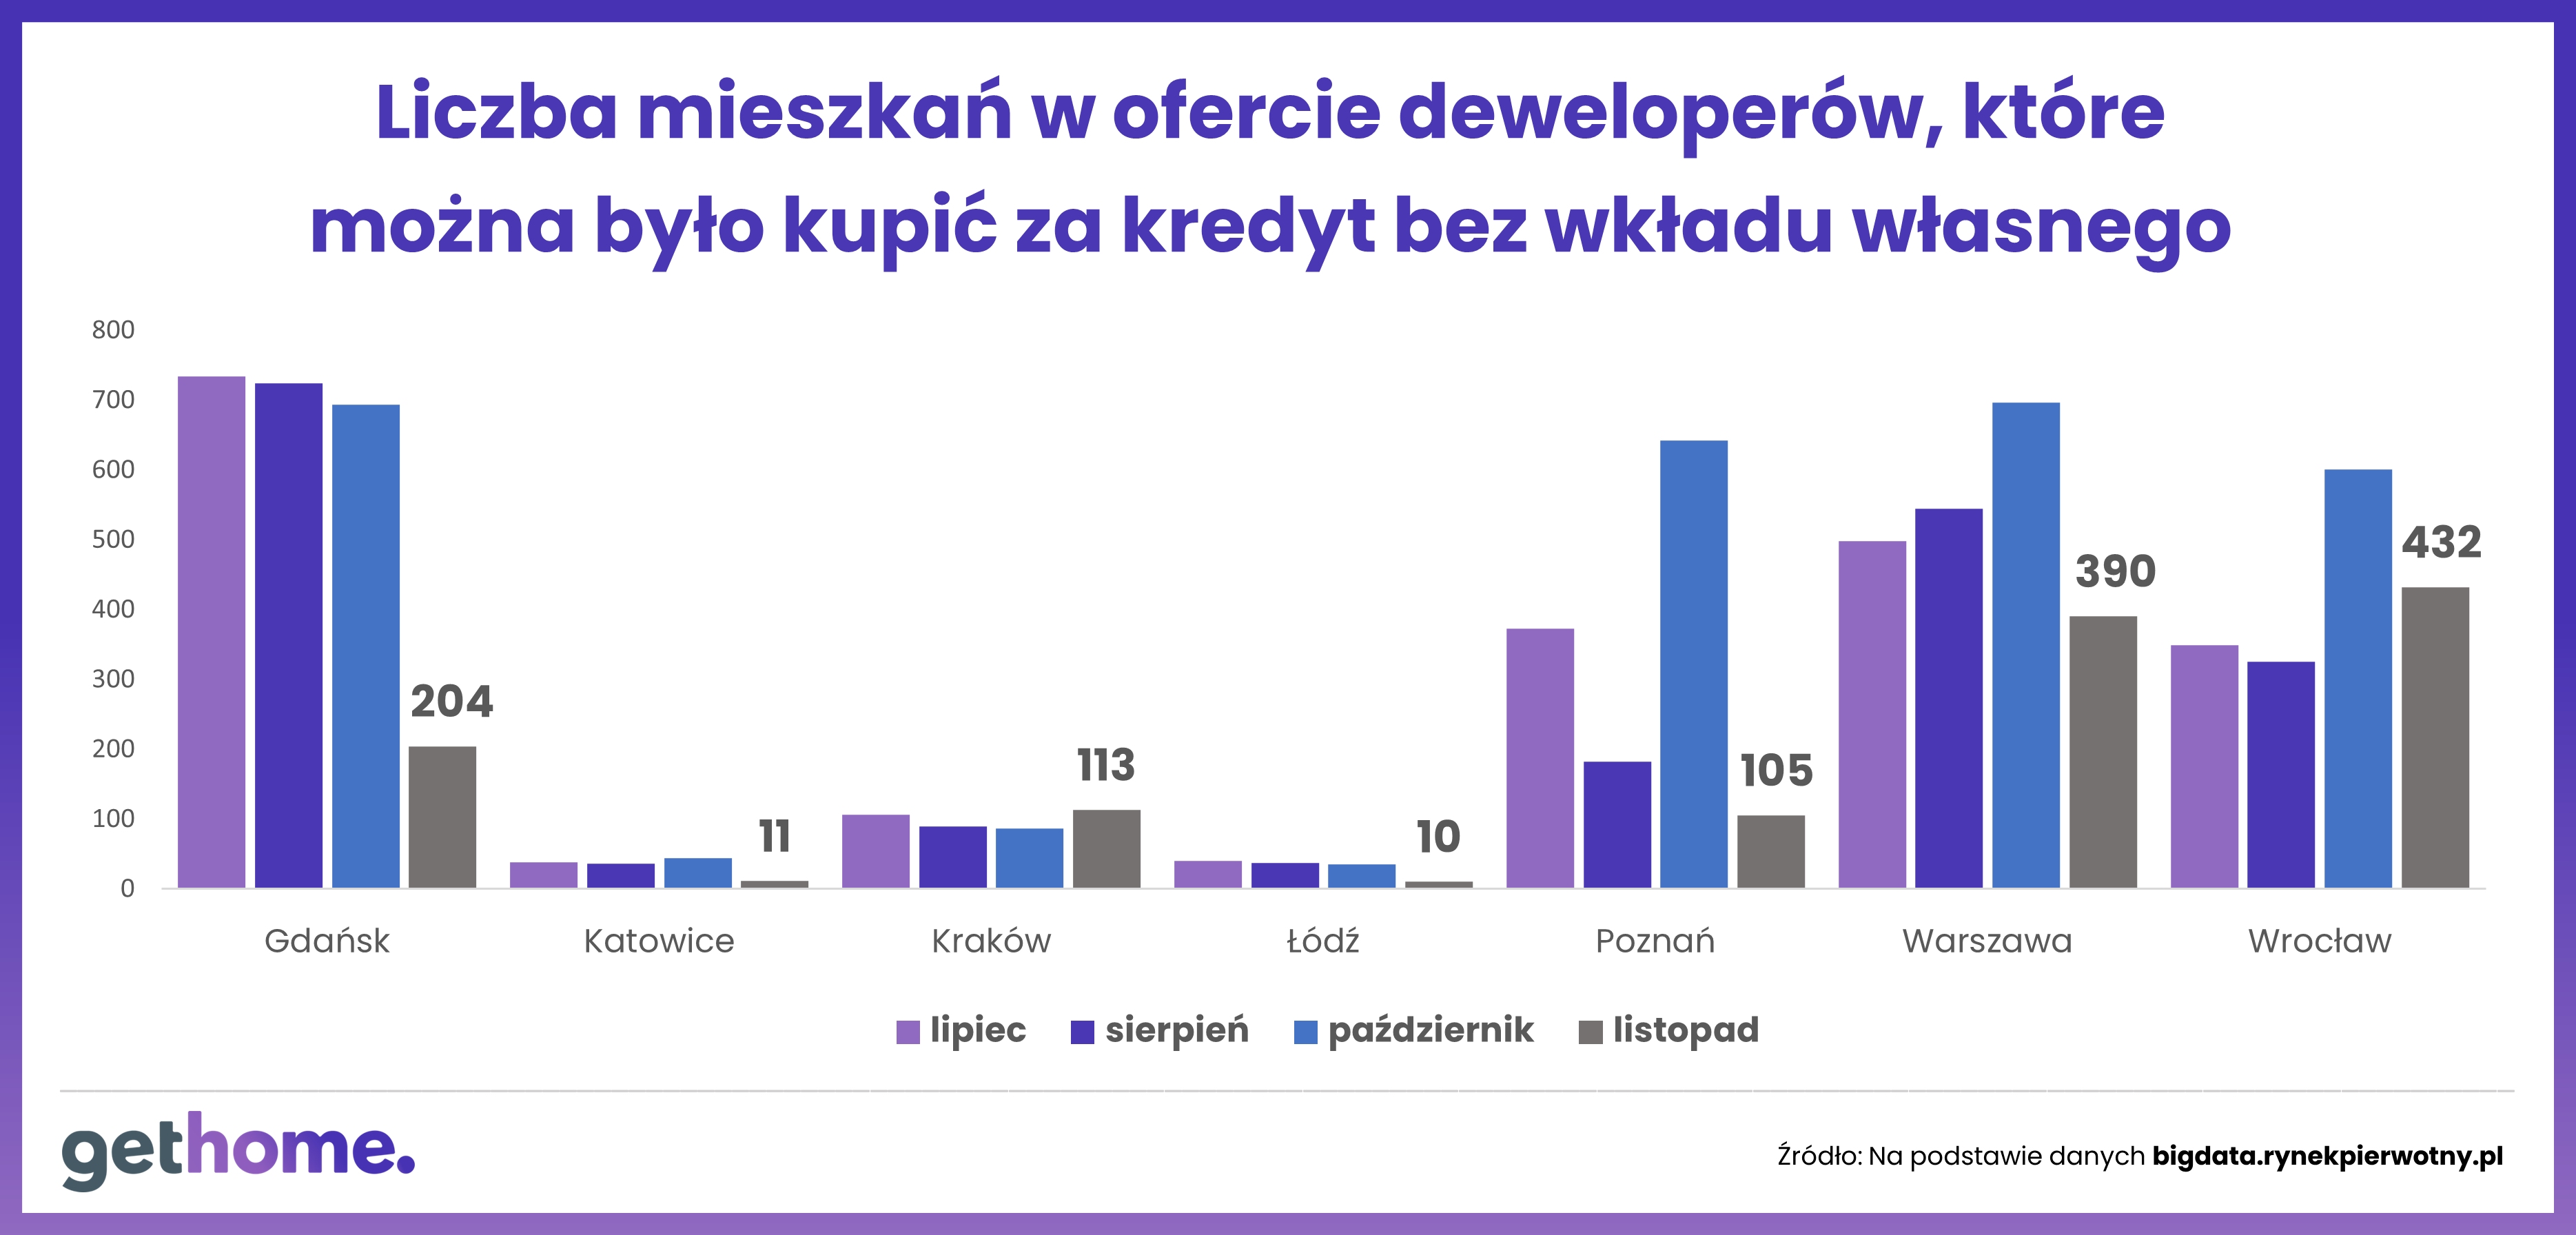 Liczba mieszkań w ofercie deweloperów, które
można było kupić za kredyt bez wkładu własnego
800
700
600
500
400
300
200
100
0
204
11
113
10
105
390
432
Gdańsk Katowice Kraków Łódź Poznań Warszawa Wrocław
lipiec sierpień październik listopad
gethome.
Źródło: Na podstawie danych bigdata.rynekpierwotny.pl